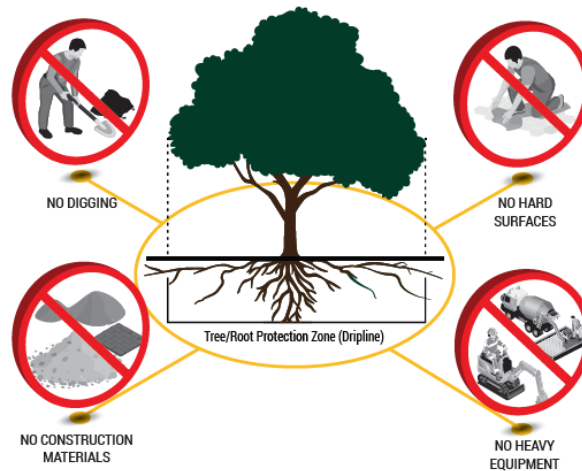 NO DIGGING
NO HARD
SURFACES
Tree/Root Protection Zone (Dripline)
NO CONSTRUCTION
MATERIALS
NO HEAVY
EQUIPMENT